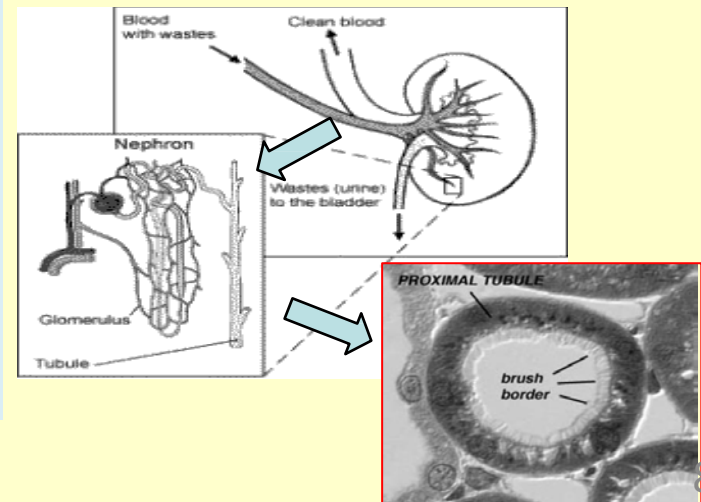 Blood
with wastes
Clean blood
Nephron
Wastes (urine)
to the bladder
Glomerulus
Tubule
PROXIMAL TUBULE
brush
border